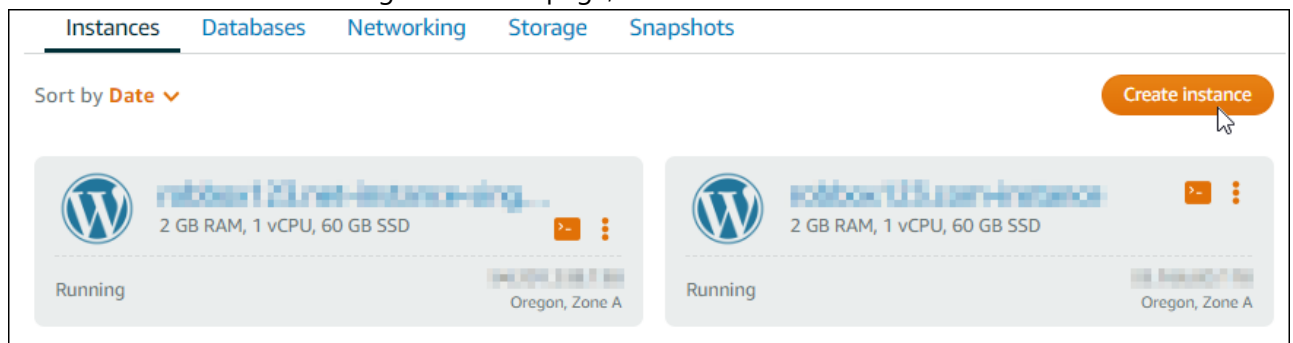 Instances Databases Networking Storage Snapshots
Sort by Date
Create instance
2 GB RAM, 1 vCPU, 60 GB SSD
Running
Oregon, Zone A
2 GB RAM, 1 vCPU, 60 GB SSD
Running
Oregon, Zone A